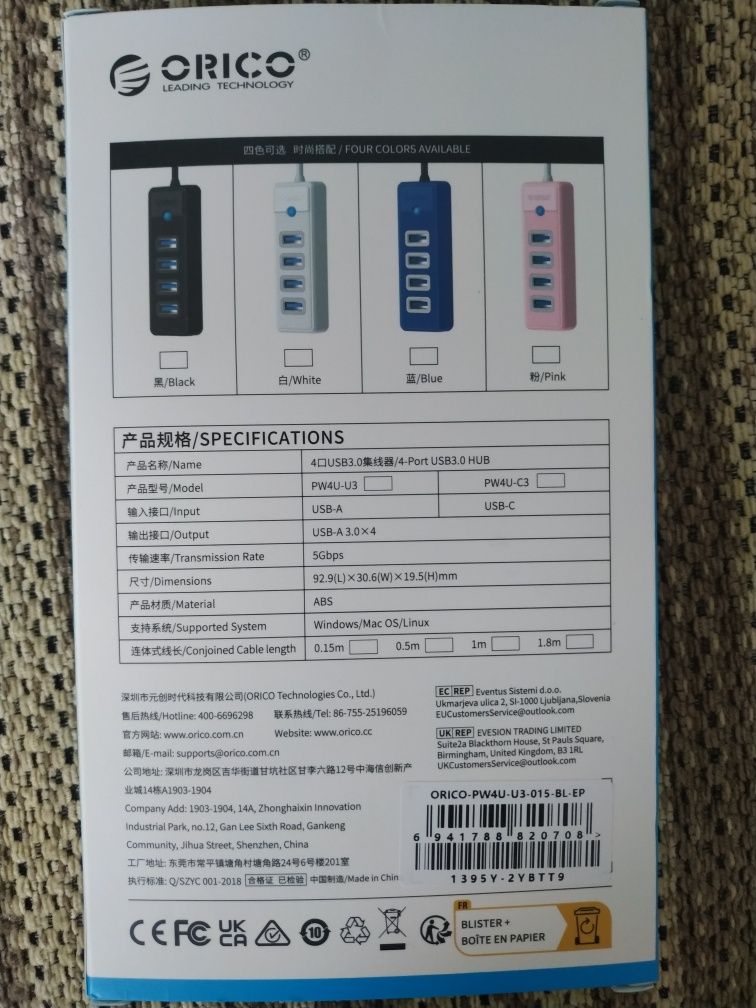 ORICO®
LEADING TECHNOLOGY
四色可选 时尚搭配 / FOUR COLORS AVAILABLE
黑/Black
白/White
蓝/Blue
粉/Pink
产品规格/SPECIFICATIONS
产品名称/Name 4口USB3.0集线器/4-Port USB3.0 HUB
产品型号/Model PW4U-U3 PW4U-C3
输入接口/Input USB-A USB-C
输出接口/Output USB-A 3.0×4
传输速率/Transmission Rate 5Gbps
尺寸/Dimensions 92.9(L)×30.6(W)×19.5(H)mm
产品材质/Material ABS
支持系统/Supported System Windows/Mac OS/Linux
连体式线长/Conjoined Cable length 0.15m 0.5m 1m 1.8m
深圳市元创时代科技有限公司(ORICO Technologies Co., Ltd.)
售后热线/Hotline: 400-6696298 联系热线/Tel: 86-755-25196059
官方网站: www.orico.com.cn Website: www.orico.cc
邮箱/E-mail: supports@orico.com.cn
公司地址: 深圳市龙岗区吉华街道甘坑社区甘李六路12号中海信创新产
业城14栋A1903-1904
Company Add: 1903-1904, 14A, Zhonghaixin Innovation
Industrial Park, no.12, Gan Lee Sixth Road, Gankeng
Community, Jihua Street, Shenzhen, China
工厂地址: 东莞市常平镇塘角村塘角路24号6号楼201室
执行标准: Q/SZYC 001-2018 合格证 已检验 中国制造/Made in Chin
EC REP Eventus Sistemi d.o.o.
Ukmarjeva ulica 2, SI-1000 Ljubljana,Slovenia
EUCustomersService@outlook.com
UK REP EVESION TRADING LIMITED
Suite2a Blackthorn House, St Pauls Square,
Birmingham, United Kingdom, B3 1RL
UKCustomersService@outlook.com
ORICO-PW4U-U3-015-BL-EP
6 941788 820708 >
1395Y-2YBTT9
CE FC UK
CA
10
FR
BLISTER +
BOÎTE EN PAPIER